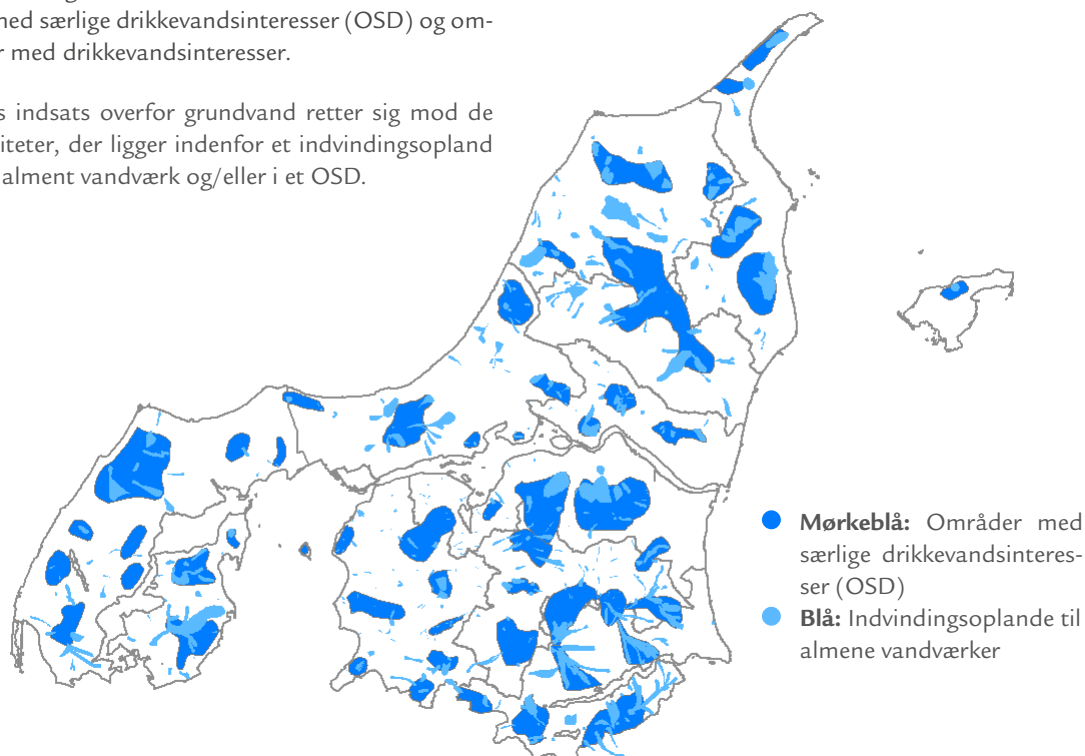 med særlige drikkevandsinteresser (OSD) og om-
med drikkevandsinteresser.
indsats overfor grundvand retter sig mod de
der ligger indenfor et indvindingsopland
alment vandværk og/eller i et OSD.
Mørkeblå: Områder med
særlige drikkevandsinteres-
ser (OSD)
Blå: Indvindingsoplande til
almene vandværker